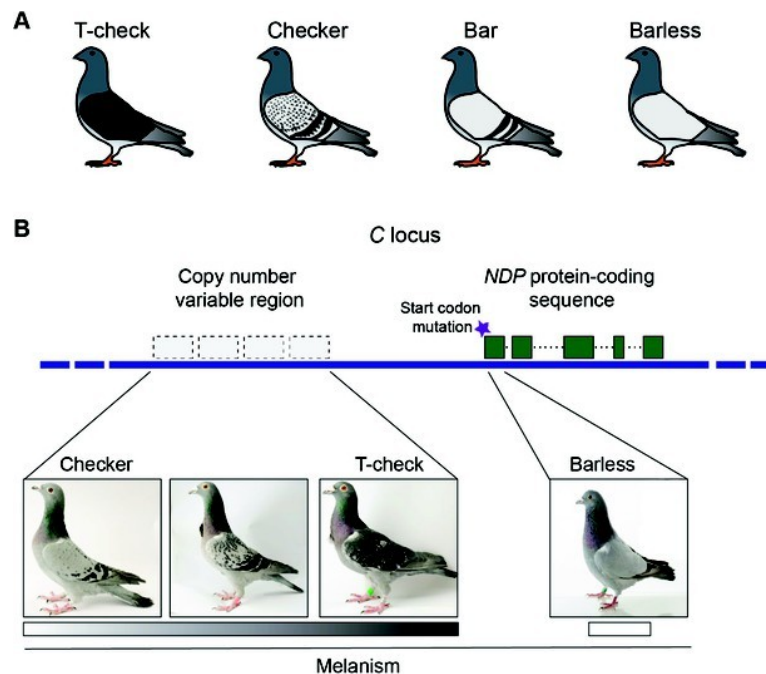 A
T-check Checker Bar Barless
B
C locus
Copy number
variable region
NDP protein-coding
sequence
Start codon
mutation
Checker T-check Barless
Melanism